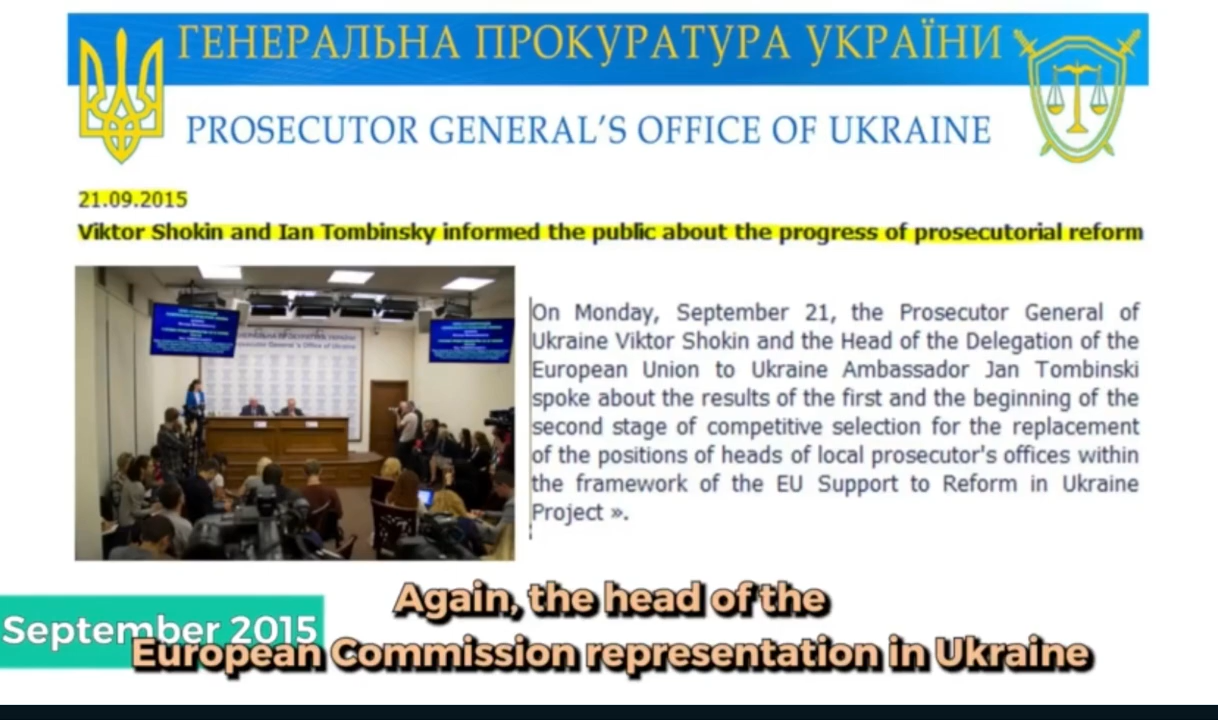 ГЕНЕРАЛЬНА ПРОКУРАТУРА УКРАЇНИ
PROSECUTOR GENERAL'S OFFICE OF UKRAINE
21.09.2015
Viktor Shokin and Ian Tombinsky informed the public about the progress of prosecutorial reform
On Monday, September 21, the Prosecutor General of
Ukraine Viktor Shokin and the Head of the Delegation of the
European Union to Ukraine Ambassador Jan Tombinski
spoke about the results of the first and the beginning of the
second stage of competitive selection for the replacement
of the positions of heads of local prosecutor's offices within
the framework of the EU Support to Reform in Ukraine
Project ».
September 2015
Again, the head of the
European Commission representation in Ukraine